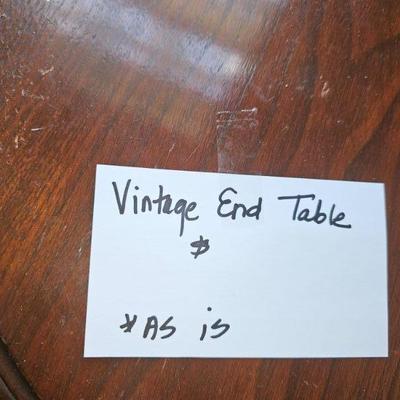 Vintage End Table
$
*As is